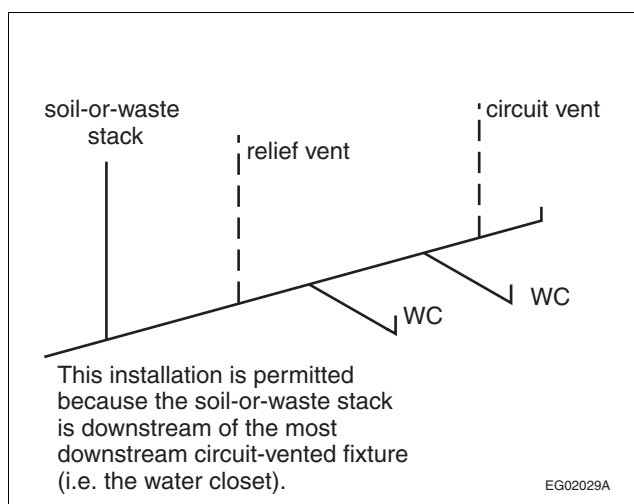 soil-or-waste
stack
relief vent
circuit vent
WC
WC
This installation is permitted
because the soil-or-waste stack
is downstream of the most
downstream circuit-vented fixture
(i.e. the water closet).
EG02029A